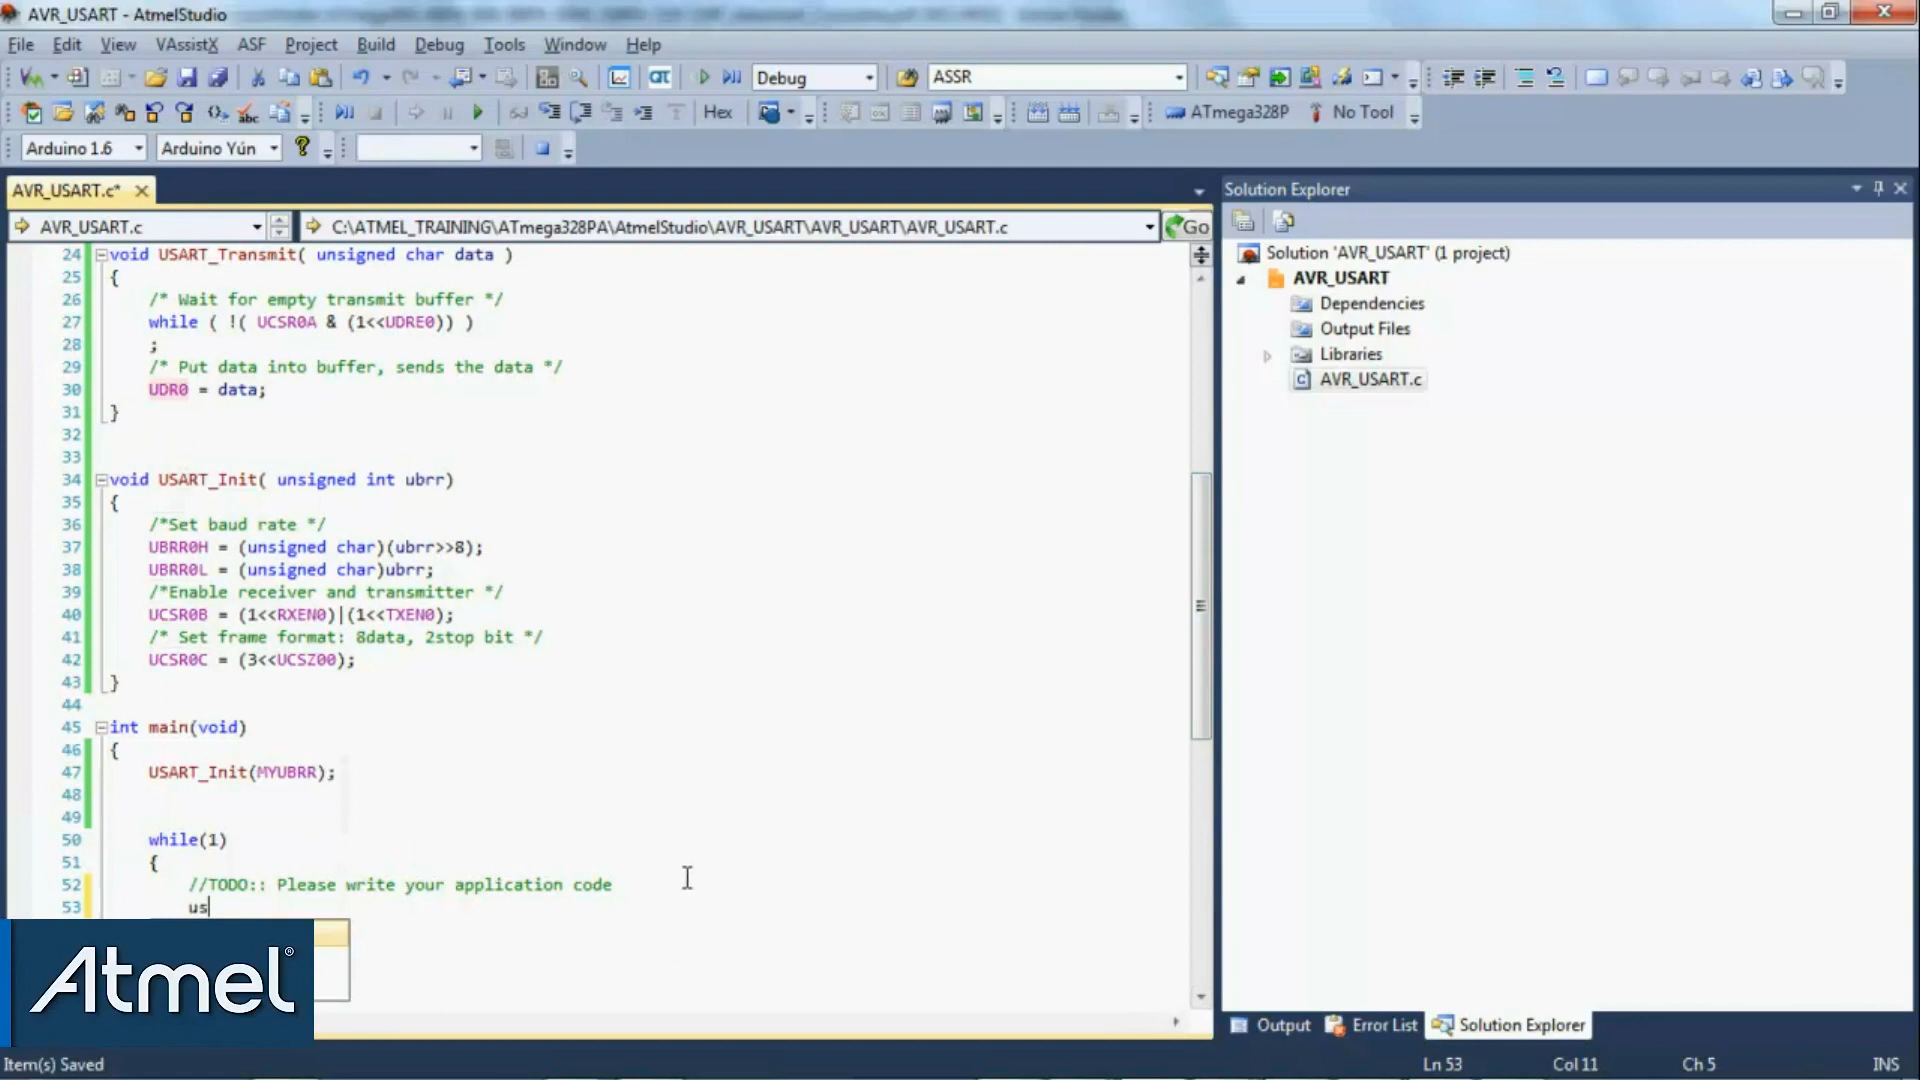 AVR_USART - AtmelStudio
File Edit View VAssistX ASF Project Build Debug Tools Window Help
Debug ASSR
Hex ATmega328P No Tool
Arduino 1.6 Arduino Yún
AVR_USART.c*
AVR_USART.c C:\ATMEL_TRAINING\ATmega328PA\AtmelStudio\AVR_USART\AVR_USART\AVR_USART.c Go
24 void USART_Transmit( unsigned char data )
25 {
26 /* Wait for empty transmit buffer */
27 while ( !( UCSR0A & (1<<UDRE0)) )
28 ;
29 /* Put data into buffer, sends the data */
30 UDR0 = data;
31 }
32
33
34 void USART_Init( unsigned int ubrr)
35 {
36 /*Set baud rate */
37 UBRR0H = (unsigned char)(ubrr>>8);
38 UBRR0L = (unsigned char)ubrr;
39 /*Enable receiver and transmitter */
40 UCSR0B = (1<<RXEN0)|(1<<TXEN0);
41 /* Set frame format: 8data, 2stop bit */
42 UCSR0C = (3<<UCSZ00);
43 }
44
45 int main(void)
46 {
47 USART_Init(MYUBRR);
48
49
50 while(1)
51 {
52 //TODO:: Please write your application code
53 us
Atmel®
Solution Explorer
Solution 'AVR_USART' (1 project)
AVR_USART
Dependencies
Output Files
Libraries
AVR_USART.c
Output Error List Solution Explorer
Item(s) Saved Ln 53 Col 11 Ch 5 INS